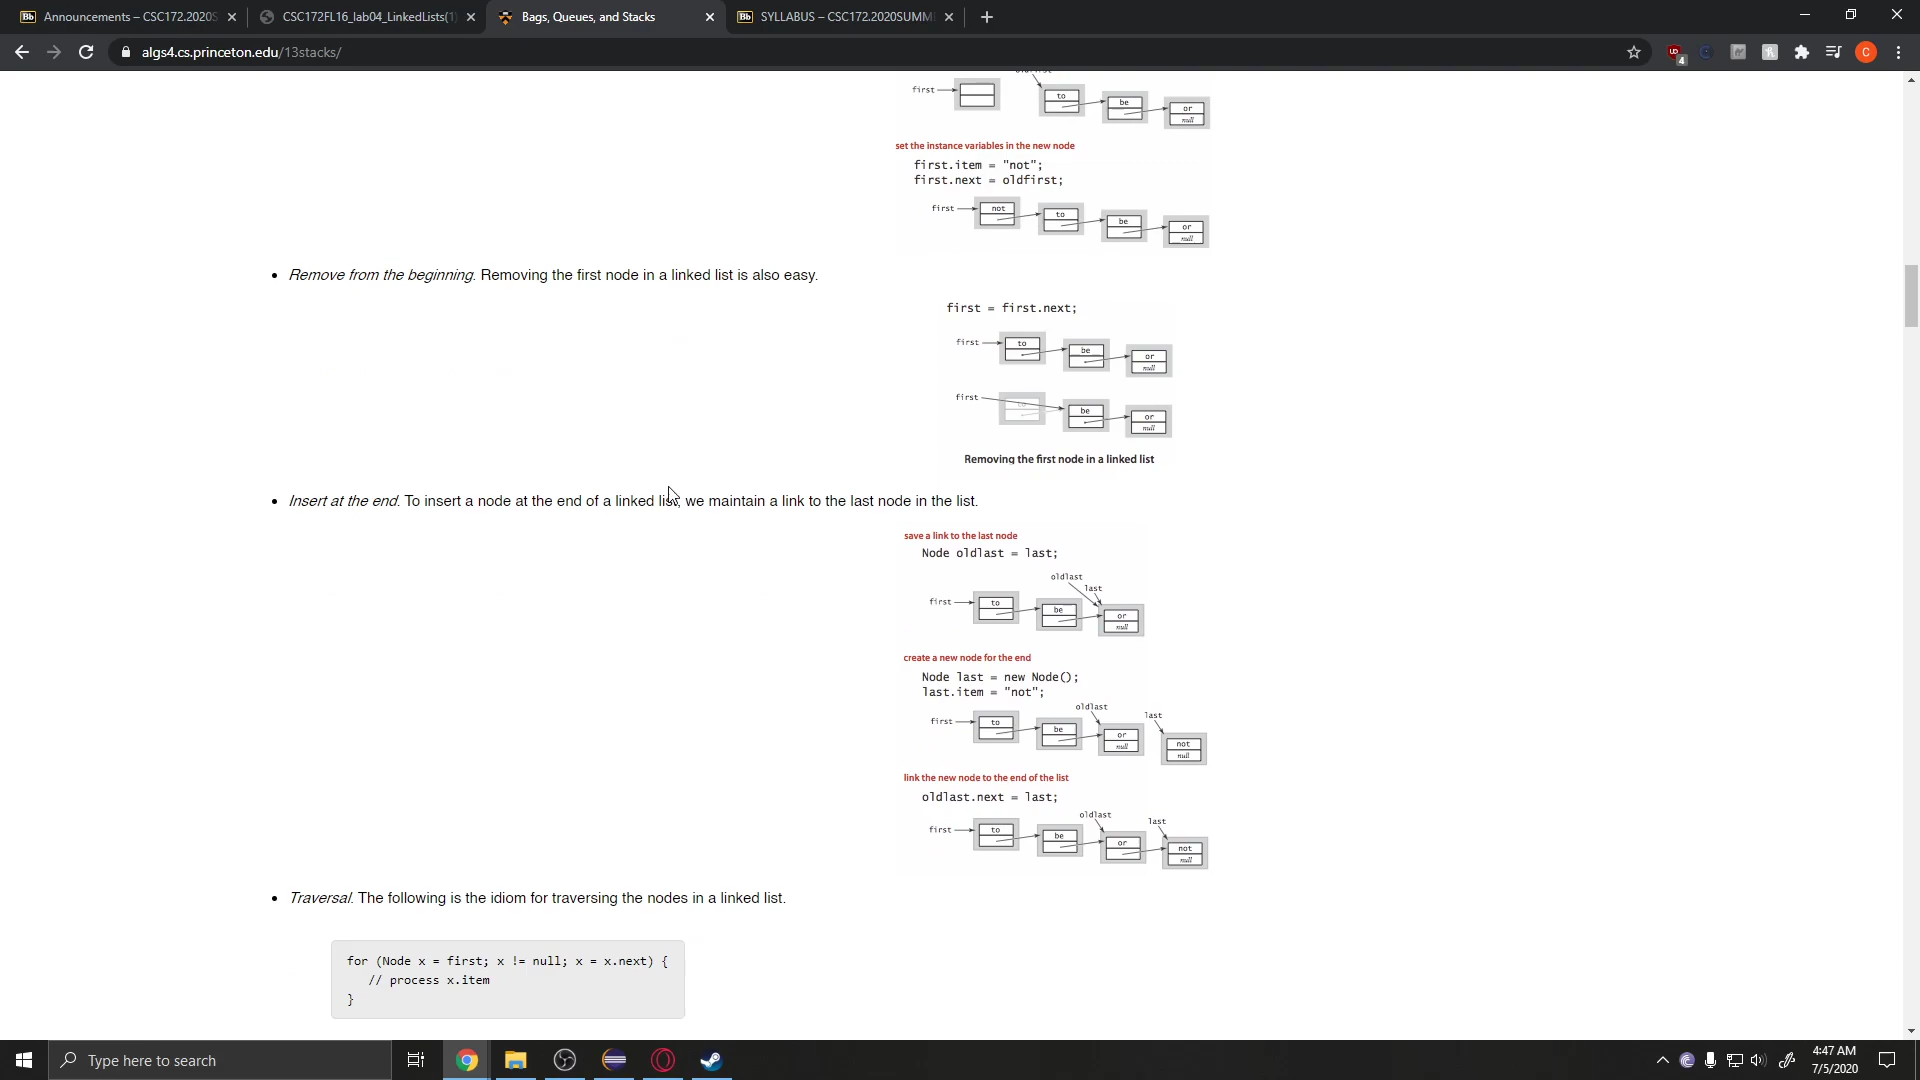 Announcements – CSC172.2020S
CSC172FL16_lab04_LinkedLists(1)
Bags, Queues, and Stacks
SYLLABUS – CSC172.2020SUMM
algs4.cs.princeton.edu/13stacks/
4
C
first
to
be
or
null
set the instance variables in the new node
first.item = "not";
first.next = oldfirst;
first
not
to
be
or
null
• Remove from the beginning. Removing the first node in a linked list is also easy.
first = first.next;
first
to
be
or
null
first
to
be
or
null
Removing the first node in a linked list
• Insert at the end. To insert a node at the end of a linked list, we maintain a link to the last node in the list.
save a link to the last node
Node oldlast = last;
oldlast
last
first
to
be
or
null
create a new node for the end
Node last = new Node();
last.item = "not";
oldlast
last
first
to
be
or
null
not
null
link the new node to the end of the list
oldlast.next = last;
oldlast
last
first
to
be
or
not
null
• Traversal. The following is the idiom for traversing the nodes in a linked list.
for (Node x = first; x != null; x = x.next) {
// process x.item
}
Type here to search
4:47 AM
7/5/2020